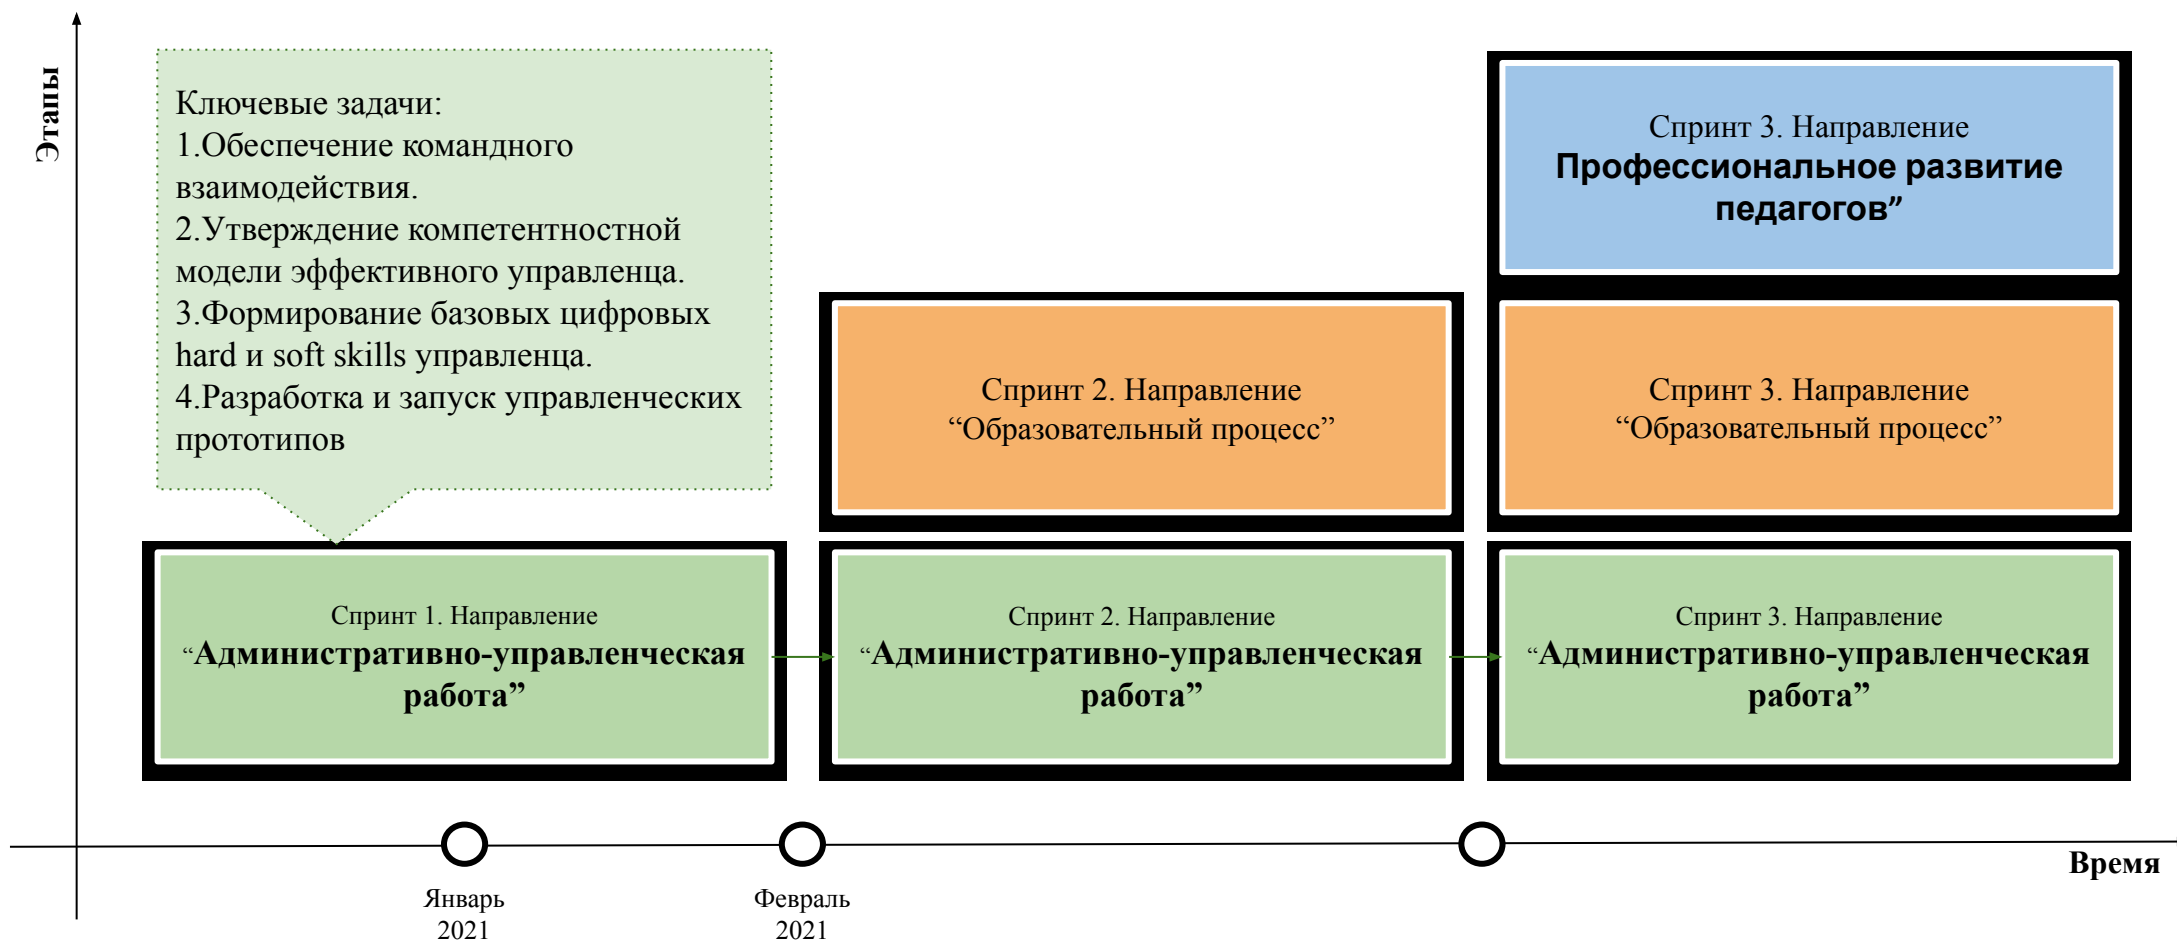 Этапы
Ключевые задачи:
1.Обеспечение командного
взаимодействия.
2.Утверждение компетентностной
модели эффективного управленца.
3.Формирование базовых цифровых
hard и soft skills управленца.
4.Разработка и запуск управленческих
прототипов
Спринт 3. Направление
Профессиональное развитие
педагогов”
Спринт 2. Направление
“Образовательный процесс”
Спринт 3. Направление
“Образовательный процесс”
Спринт 1. Направление
“Административно-управленческая
работа”
Спринт 2. Направление
“Административно-управленческая
работа”
Спринт 3. Направление
“Административно-управленческая
работа”
Время
Январь
2021
Февраль
2021